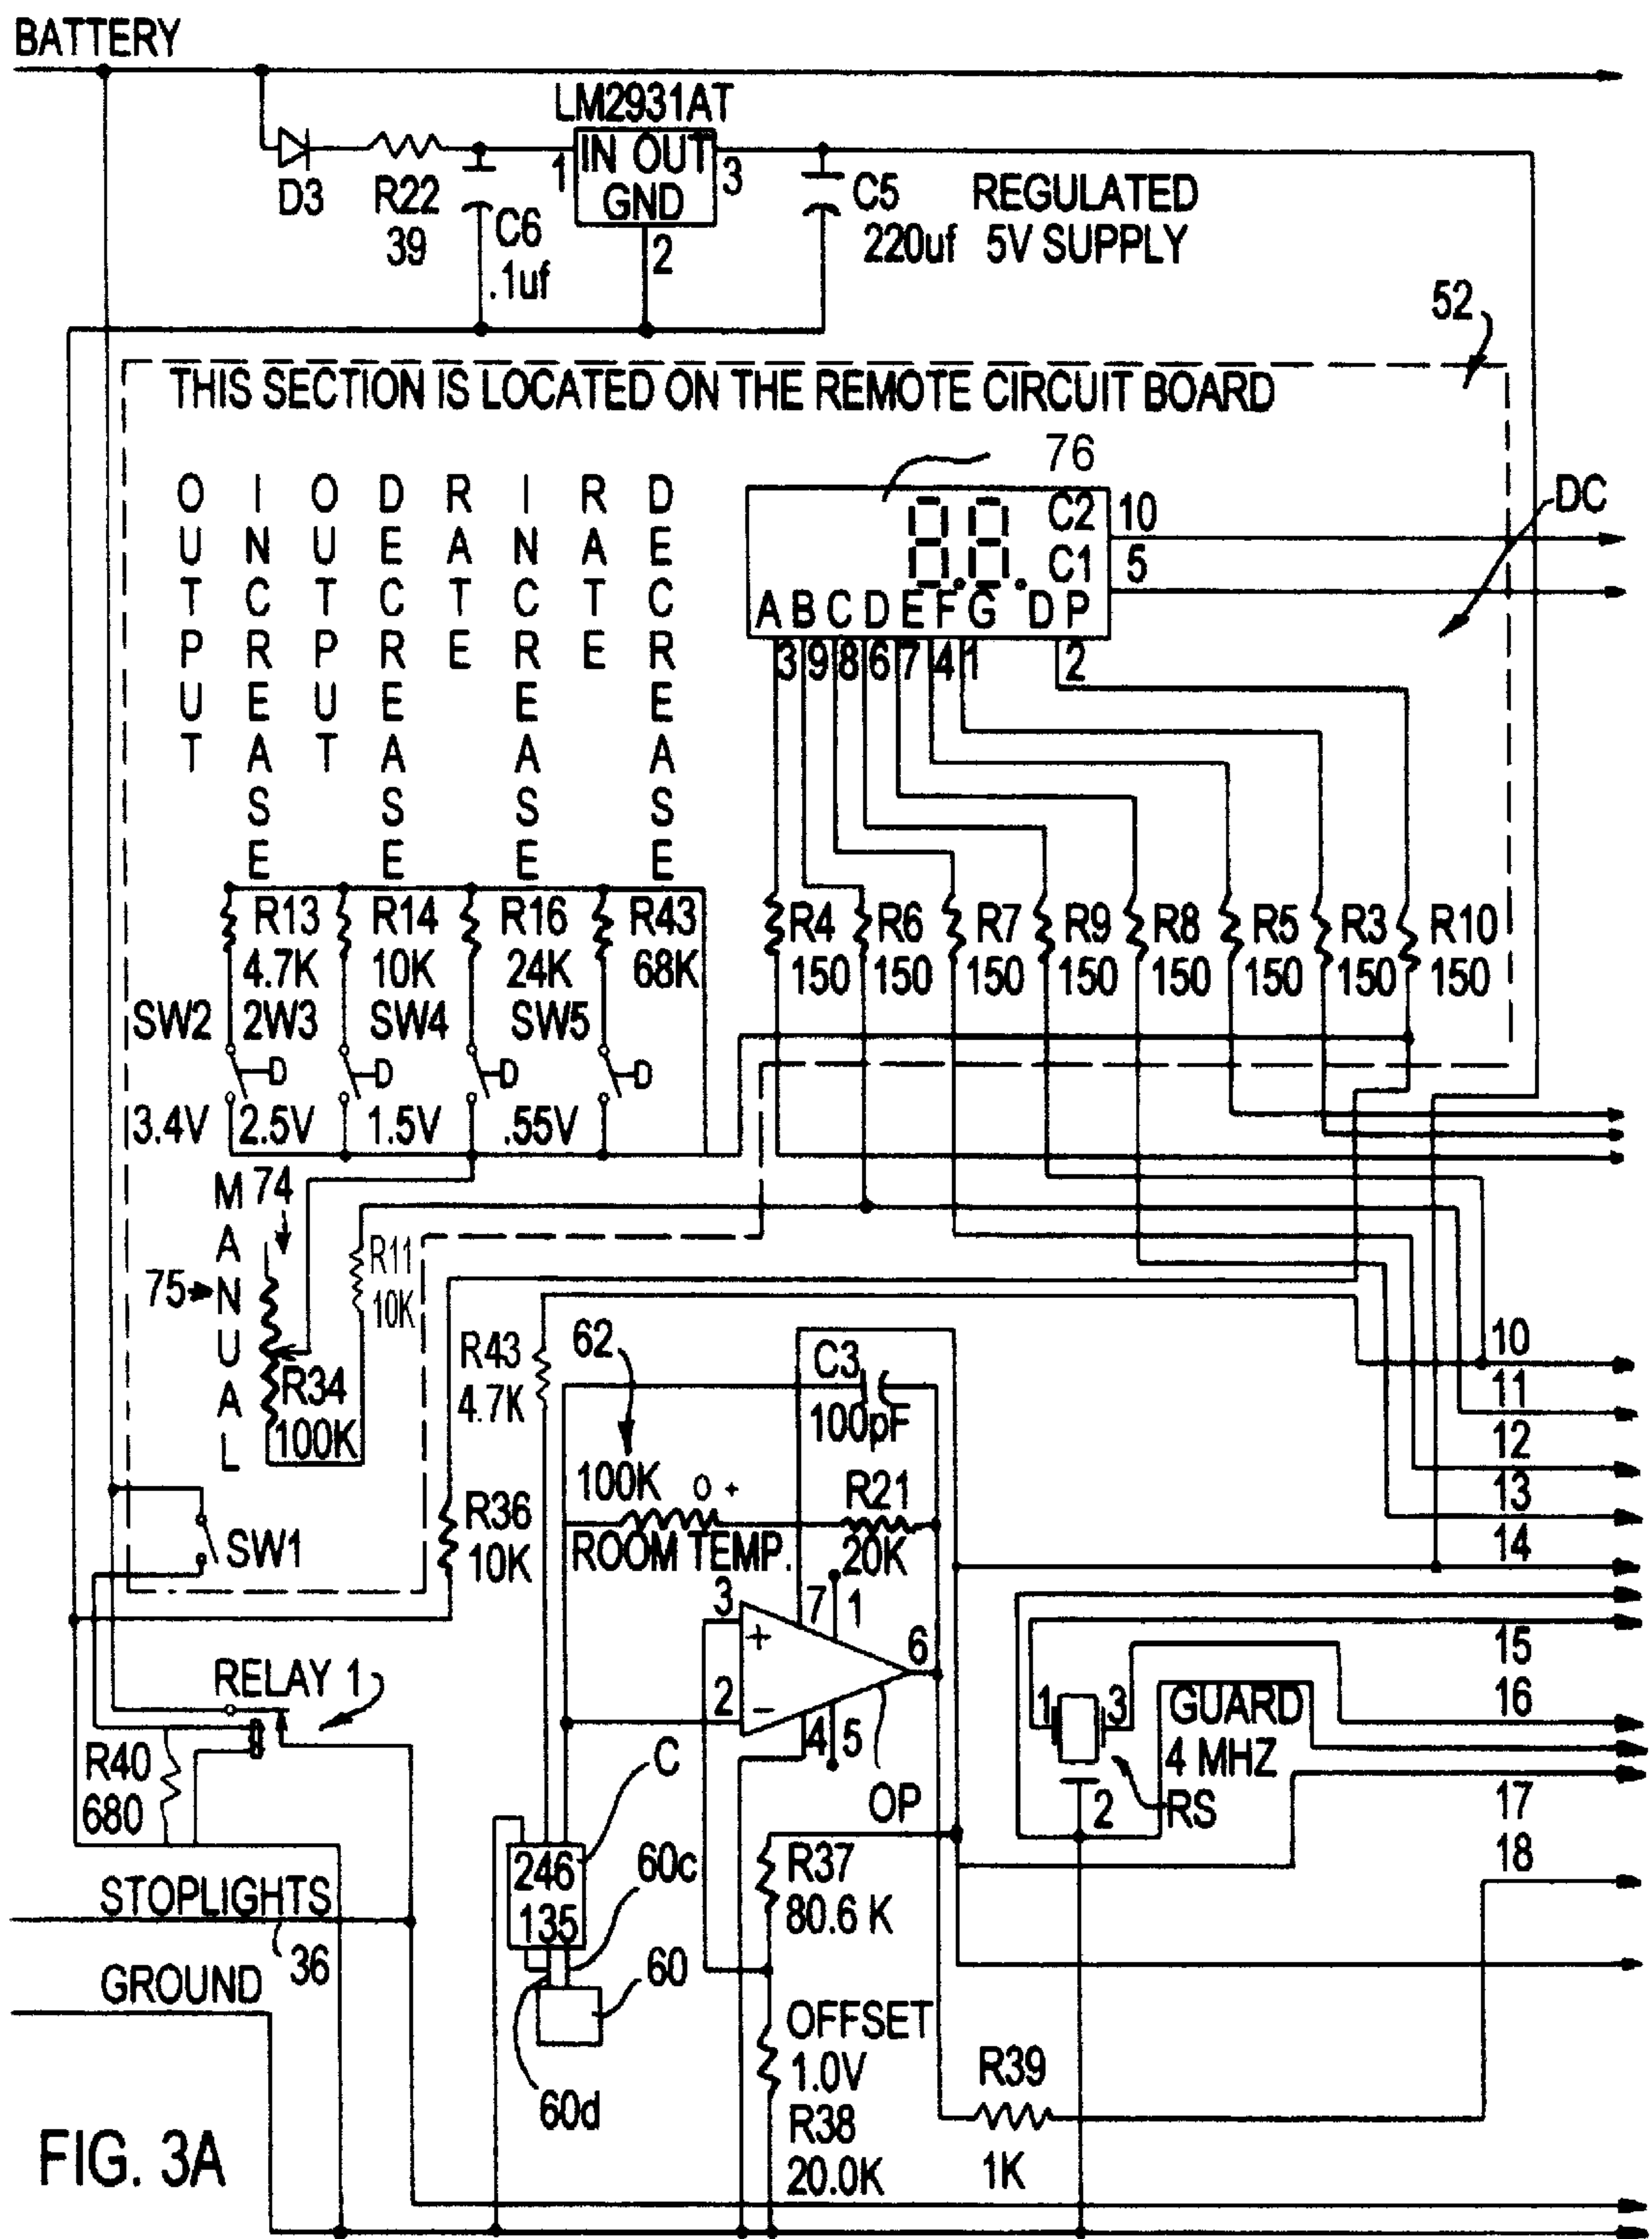 BATTERY
LM2931AT
IN OUT
GND
1
3
2
D3
R22
39
C6
.1uf
C5
220uf
REGULATED
5V SUPPLY
52
THIS SECTION IS LOCATED ON THE REMOTE CIRCUIT BOARD
OUTPUT
INCREASE
OUTPUT
DECREASE
RATE
INCREASE
RATE
DECREASE
76
8.8.
C2 10
C1 5
A B C D E F G D P
3 9 8 6 7 4 1 2
DC
R13
4.7K
R14
10K
R16
24K
R43
68K
R4
150
R6
150
R7
150
R9
150
R8
150
R5
150
R3
150
R10
150
SW2
2W3
SW4
SW5
D
D
D
D
3.4V
2.5V
1.5V
.55V
MANUAL
74
75
R11
10K
R34
100K
R43
4.7K
62
C3
100pF
100K
O +
R21
20K
ROOM TEMP.
R36
10K
SW1
10
11
12
13
14
15
16
17
18
3
+
2
−
7
1
6
4
5
OP
RELAY 1
R40
680
C
246
135
60c
60
60d
1
3
2
GUARD
4 MHZ
RS
R37
80.6 K
STOPLIGHTS
36
GROUND
OFFSET
1.0V
R38
20.0K
R39
1K
FIG. 3A